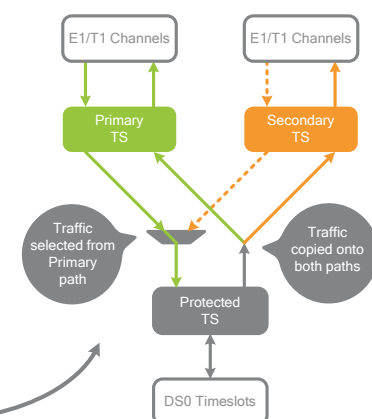 E1/T1 Channels
E1/T1 Channels
Primary
TS
Secondary
TS
Traffic
selected from
Primary
path
Traffic
copied onto
both paths
Protected
TS
DS0 Timeslots